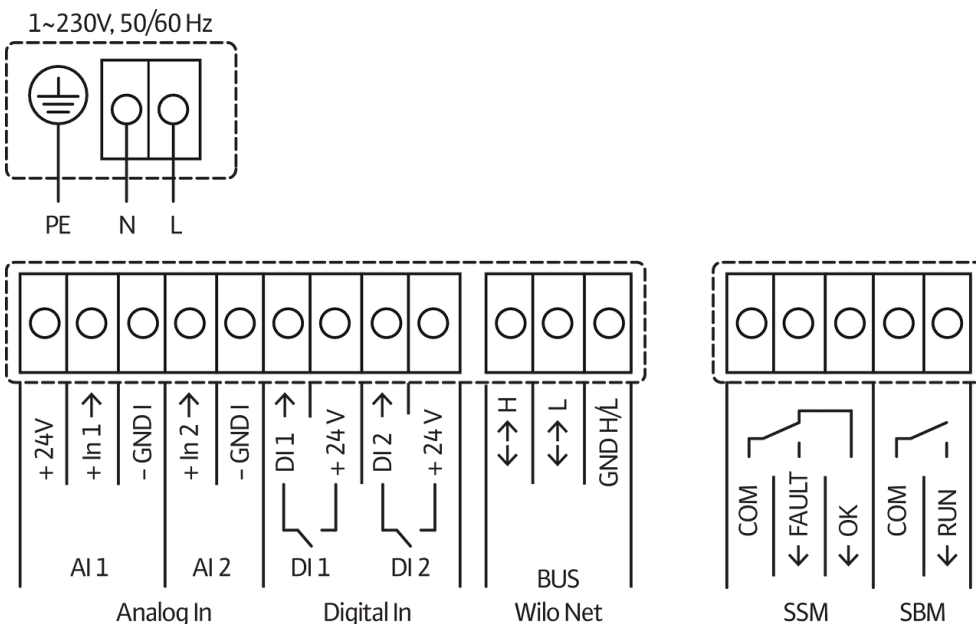 1~230V, 50/60 Hz
PE N L
+ 24V
+ In 1 →
- GND I
+ In 2 →
- GND I
DI 1 →
+ 24 V
DI 2 →
+ 24 V
←→ H
←→ L
GND H/L
COM
← FAULT
← OK
COM
← RUN
AI 1 AI 2 DI 1 DI 2 BUS
Analog In Digital In Wilo Net SSM SBM